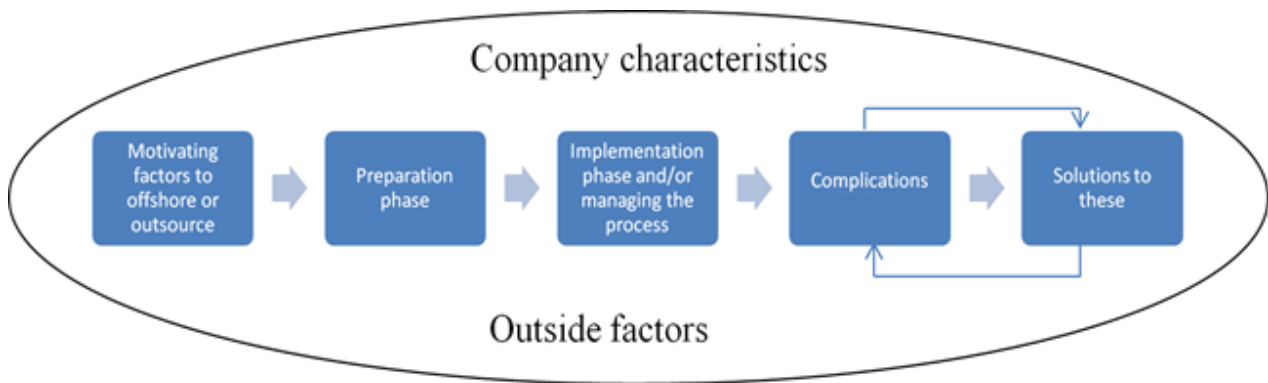 Company characteristics
Motivating
factors to
offshore or
outsource
Preparation
phase
Implementation
phase and/or
managing the
process
Complications
Solutions to
these
Outside factors